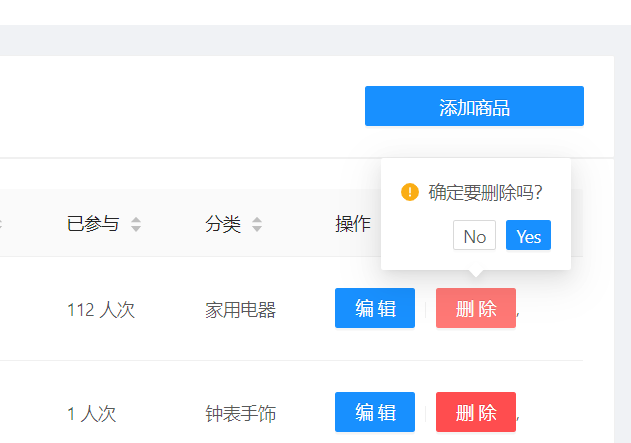 添加商品
确定要删除吗？
No Yes
已参与 分类 操作
112 人次 家用电器 编 辑 删 除 ,
1 人次 钟表手饰 编 辑 删 除 ,